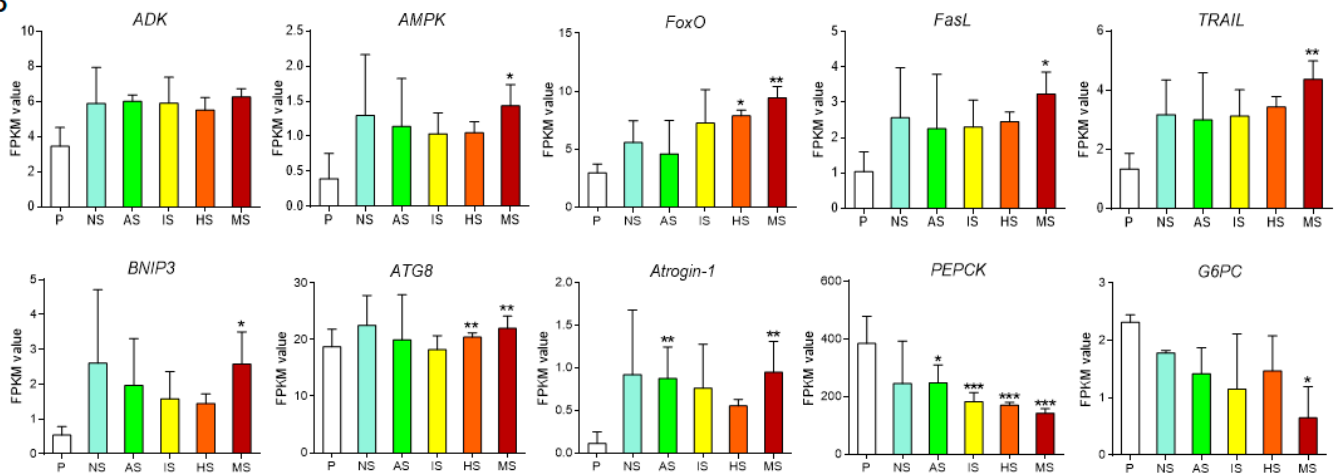 ADK
AMPK
FoxO
FasL
TRAIL
FPKM value
10
8
6
4
2
0
P NS AS IS HS MS
FPKM value
2.5
2.0
1.5
1.0
0.5
0.0
*
P NS AS IS HS MS
FPKM value
15
10
5
0
* **
P NS AS IS HS MS
FPKM value
5
4
3
2
1
0
*
P NS AS IS HS MS
FPKM value
6
4
2
0
**
P NS AS IS HS MS
BNIP3
ATG8
Atrogin-1
PEPCK
G6PC
FPKM value
5
4
3
2
1
0
*
P NS AS IS HS MS
FPKM value
30
20
10
0
** **
P NS AS IS HS MS
FPKM value
2.0
1.5
1.0
0.5
0.0
** **
P NS AS IS HS MS
FPKM value
600
400
200
0
* *** *** ***
P NS AS IS HS MS
FPKM value
3
2
1
0
*
P NS AS IS HS MS